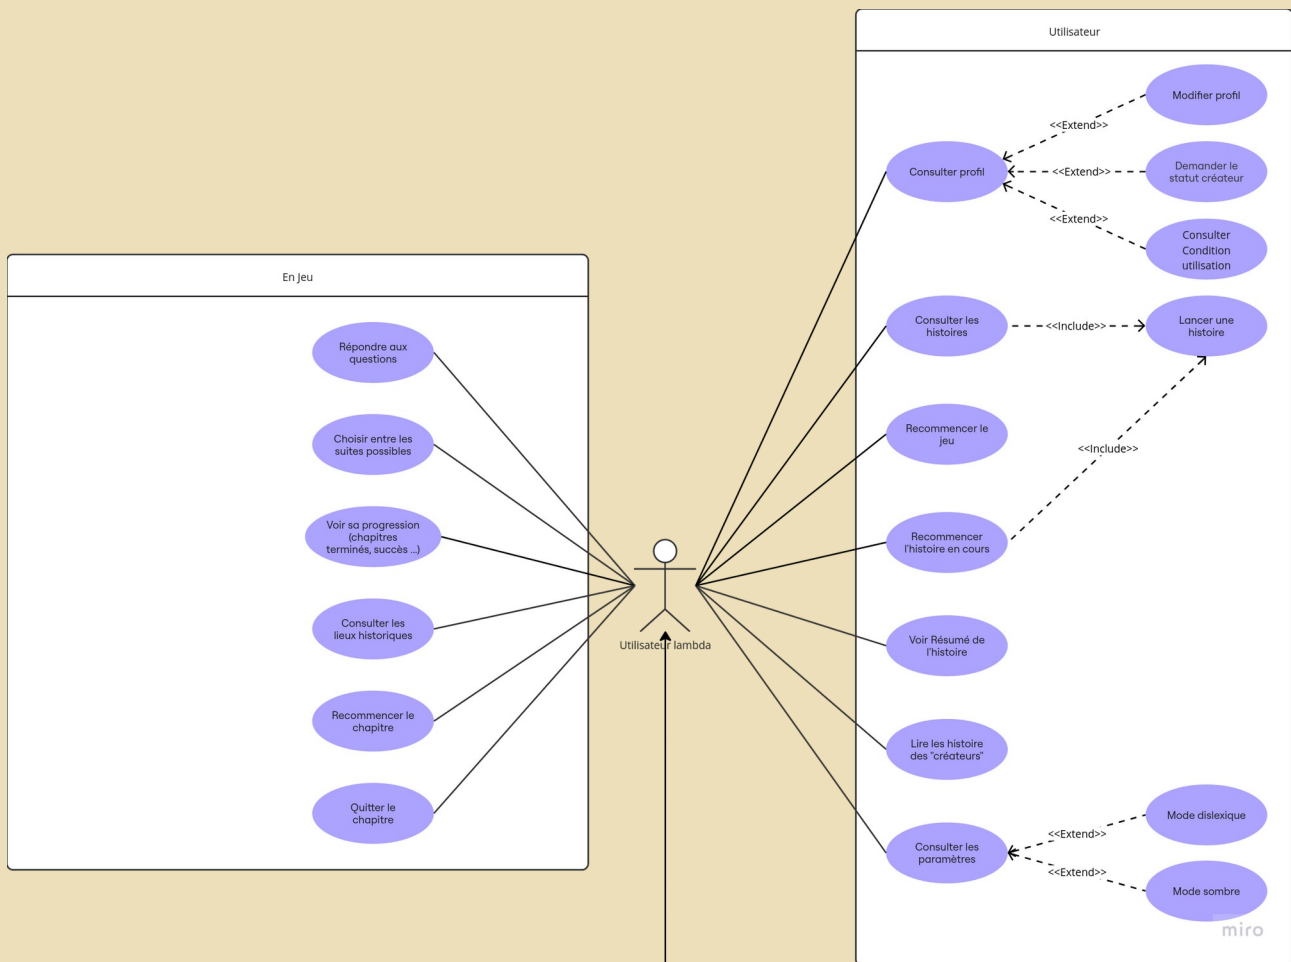 Utilisateur
Modifier profil
<<Extend>>
Consulter profil
<<Extend>>
Demander le
statut créateur
<<Extend>>
Consulter
Condition
utilisation
En Jeu
Consulter les
histoires
<<Include>>
Lancer une
histoire
Répondre aux
questions
Recommencer le
jeu
Choisir entre les
suites possibles
<<Include>>
Voir sa progression
(chapitres
terminés, succès ...)
Recommencer
l'histoire en cours
Consulter les
lieux historiques
Utilisateur lambda
Voir Résumé de
l'histoire
Recommencer le
chapitre
Lire les histoire
des "créateurs"
Quitter le
chapitre
Mode dislexique
<<Extend>>
Consulter les
paramètres
<<Extend>>
Mode sombre
miro